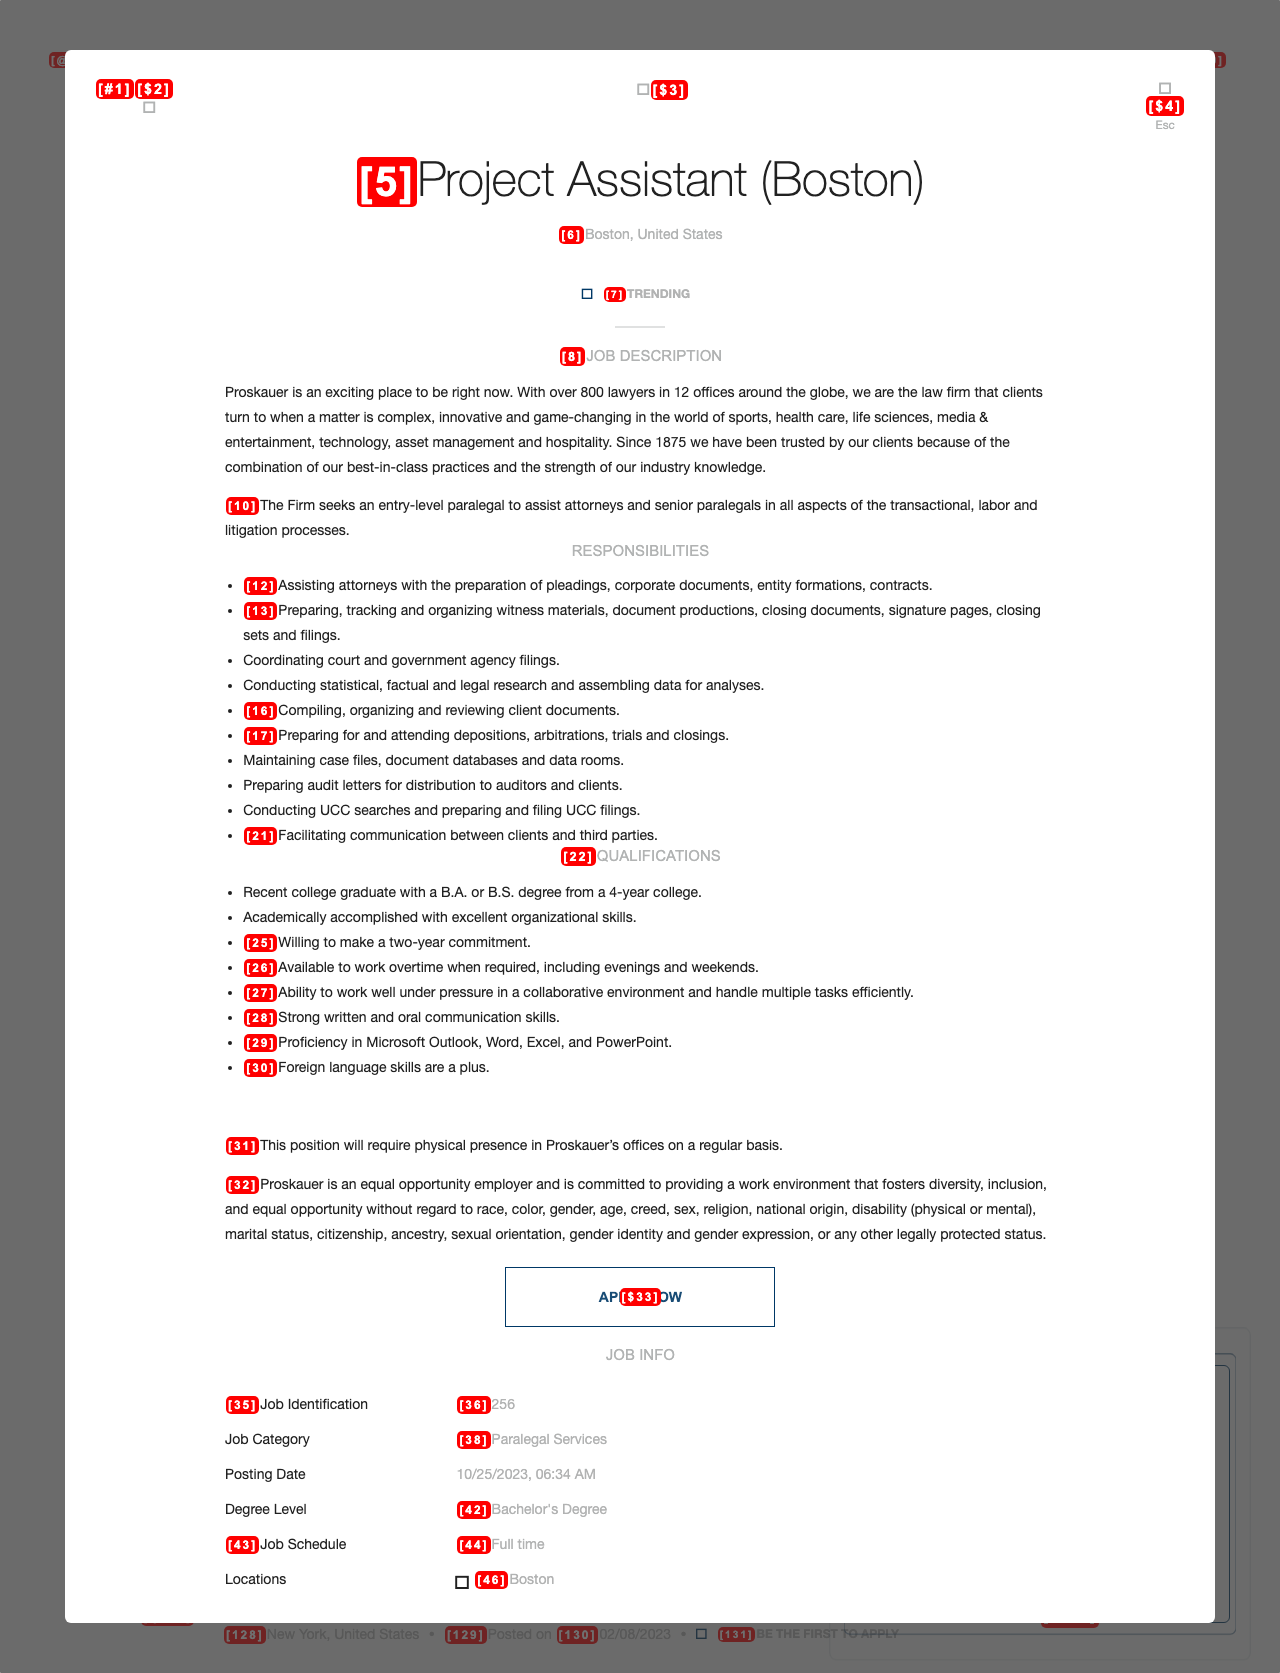 [#1] [$2]
[$3]
[$4]
Esc
[5]Project Assistant (Boston)
[6]Boston, United States
[7]TRENDING
[8]JOB DESCRIPTION
Proskauer is an exciting place to be right now. With over 800 lawyers in 12 offices around the globe, we are the law firm that clients
turn to when a matter is complex, innovative and game-changing in the world of sports, health care, life sciences, media &
entertainment, technology, asset management and hospitality. Since 1875 we have been trusted by our clients because of the
combination of our best-in-class practices and the strength of our industry knowledge.
[10]The Firm seeks an entry-level paralegal to assist attorneys and senior paralegals in all aspects of the transactional, labor and
litigation processes.
RESPONSIBILITIES
• [12]Assisting attorneys with the preparation of pleadings, corporate documents, entity formations, contracts.
• [13]Preparing, tracking and organizing witness materials, document productions, closing documents, signature pages, closing
sets and filings.
• Coordinating court and government agency filings.
• Conducting statistical, factual and legal research and assembling data for analyses.
• [16]Compiling, organizing and reviewing client documents.
• [17]Preparing for and attending depositions, arbitrations, trials and closings.
• Maintaining case files, document databases and data rooms.
• Preparing audit letters for distribution to auditors and clients.
• Conducting UCC searches and preparing and filing UCC filings.
• [21]Facilitating communication between clients and third parties.
[22]QUALIFICATIONS
• Recent college graduate with a B.A. or B.S. degree from a 4-year college.
• Academically accomplished with excellent organizational skills.
• [25]Willing to make a two-year commitment.
• [26]Available to work overtime when required, including evenings and weekends.
• [27]Ability to work well under pressure in a collaborative environment and handle multiple tasks efficiently.
• [28]Strong written and oral communication skills.
• [29]Proficiency in Microsoft Outlook, Word, Excel, and PowerPoint.
• [30]Foreign language skills are a plus.
[31]This position will require physical presence in Proskauer’s offices on a regular basis.
[32]Proskauer is an equal opportunity employer and is committed to providing a work environment that fosters diversity, inclusion,
and equal opportunity without regard to race, color, gender, age, creed, sex, religion, national origin, disability (physical or mental),
marital status, citizenship, ancestry, sexual orientation, gender identity and gender expression, or any other legally protected status.
AP[$33]OW
JOB INFO
[35]Job Identification [36]256
Job Category [38]Paralegal Services
Posting Date 10/25/2023, 06:34 AM
Degree Level [42]Bachelor's Degree
[43]Job Schedule [44]Full time
Locations [46]Boston
[128]New York, United States • [129]Posted on [130]02/08/2023 • [131]BE THE FIRST TO APPLY